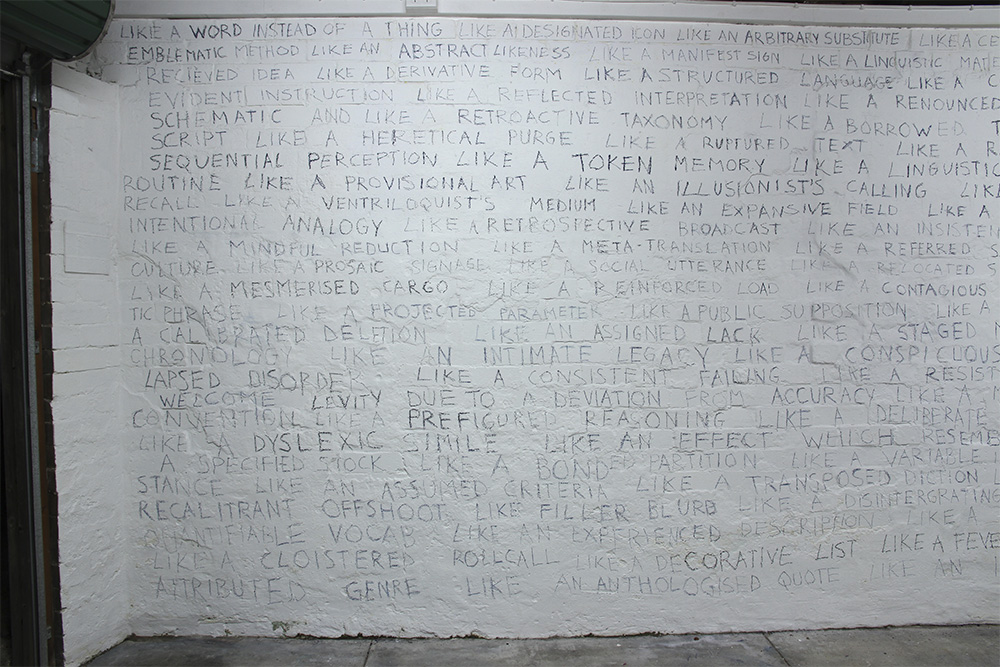 LIKE A WORD INSTEAD OF A THING LIKE A DESIGNATED ICON LIKE AN ARBITRARY SUBSTITUTE LIKE A CE
EMBLEMATIC METHOD LIKE AN ABSTRACT LIKENESS LIKE A MANIFEST SIGN LIKE A LINGUISTIC MATE
RECIEVED IDEA LIKE A DERIVATIVE FORM LIKE A STRUCTURED LANGUAGE LIKE A C
EVIDENT INSTRUCTION LIKE A REFLECTED INTERPRETATION LIKE A RENOUNCED
SCHEMATIC AND LIKE A RETROACTIVE TAXONOMY LIKE A BORROWED T
SCRIPT LIKE A HERETICAL PURGE LIKE A RUPTURED TEXT LIKE A R
SEQUENTIAL PERCEPTION LIKE A TOKEN MEMORY LIKE A LINGUISTIC
ROUTINE LIKE A PROVISIONAL ART LIKE AN ILLUSIONIST'S CALLING LIKE
RECALL LIKE A VENTRILOQUIST'S MEDIUM LIKE AN EXPANSIVE FIELD LIKE A
INTENTIONAL ANALOGY LIKE A RETROSPECTIVE BROADCAST LIKE AN INSISTEN
LIKE A MINDFUL REDUCTION LIKE A META-TRANSLATION LIKE A REFERRED S
CULTURE LIKE A PROSAIC SIGNAGE LIKE A SOCIAL UTTERANCE LIKE A RELOCATED S
LIKE A MESMERISED CARGO LIKE A REINFORCED LOAD LIKE A CONTAGIOUS
TIC PHRASE LIKE A PROJECTED PARAMETER LIKE A PUBLIC SUPPOSITION LIKE A
A CALIBRATED DELETION LIKE AN ASSIGNED LACK LIKE A STAGED
CHRONOLOGY LIKE AN INTIMATE LEGACY LIKE A CONSPICUOUS
LAPSED DISORDER LIKE A CONSISTENT FAILING LIKE A RESIST
WELCOME LEVITY DUE TO A DEVIATION FROM ACCURACY LIKE A
CONVENTION LIKE A PREFIGURED REASONING LIKE A DELIBERATE
LIKE A DYSLEXIC SIMILE LIKE AN EFFECT WHICH RESEME
A SPECIFIED STOCK LIKE A BONDED PARTITION LIKE A VARIABLE
STANCE LIKE AN ASSUMED CRITERIA LIKE A TRANSPOSED DICTION
RECALITRANT OFFSHOOT LIKE FILLER BLURB LIKE A DISINTERGRATING
QUANTIFIABLE VOCAB LIKE AN EXPERIENCED DESCRIPTION LIKE A
LIKE A CLOISTERED ROLLCALL LIKE A DECORATIVE LIST LIKE A FEVE
ATTRIBUTED GENRE LIKE AN ANTHOLOGISED QUOTE LIKE AN